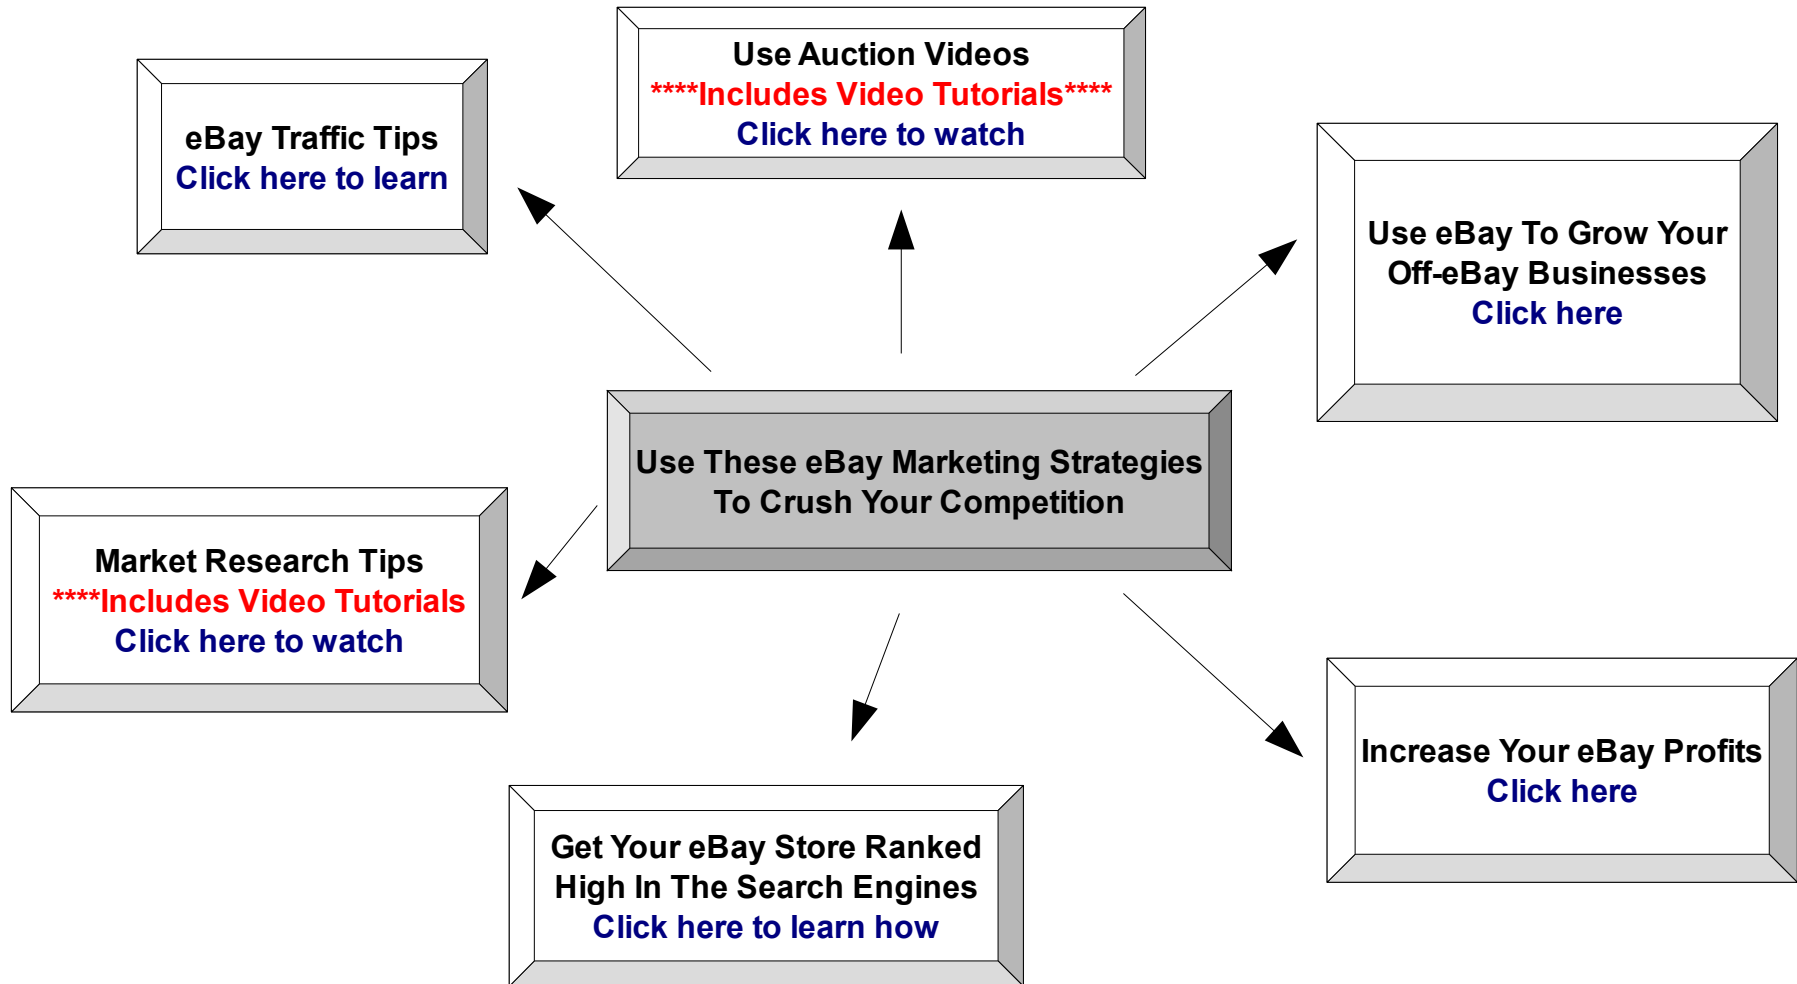 Use Auction Videos
****Includes Video Tutorials****
Click here to watch
eBay Traffic Tips
Click here to learn
Use eBay To Grow Your
Off-eBay Businesses
Click here
Use These eBay Marketing Strategies
To Crush Your Competition
Market Research Tips
****Includes Video Tutorials
Click here to watch
Increase Your eBay Profits
Click here
Get Your eBay Store Ranked
High In The Search Engines
Click here to learn how